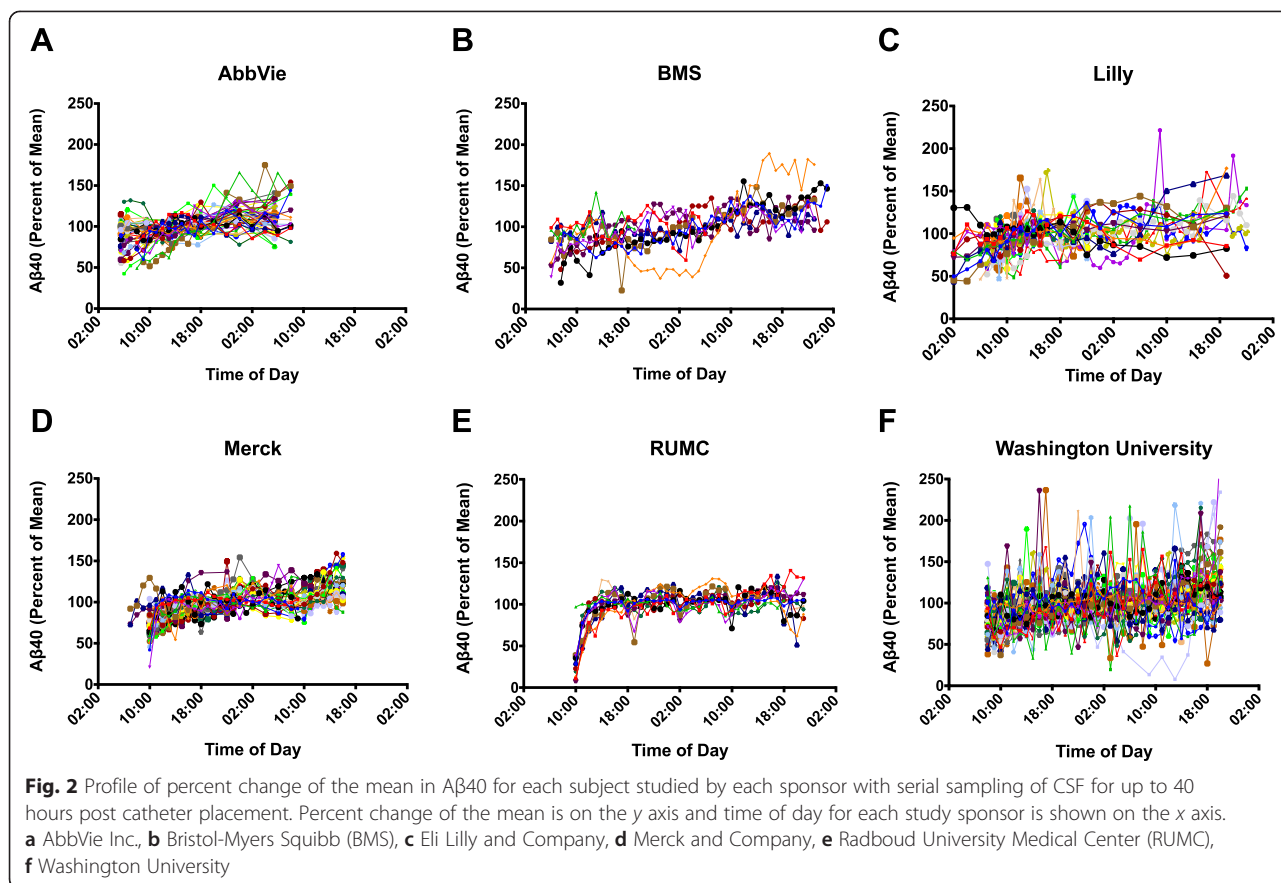 A
AbbVie
Aβ40 (Percent of Mean)
250
200
150
100
50
0
02:00
10:00
18:00
02:00
10:00
18:00
02:00
Time of Day
B
BMS
Aβ40 (Percent of Mean)
250
200
150
100
50
0
02:00
10:00
18:00
02:00
10:00
18:00
02:00
Time of Day
C
Lilly
Aβ40 (Percent of Mean)
250
200
150
100
50
0
02:00
10:00
18:00
02:00
10:00
18:00
02:00
Time of Day
D
Merck
Aβ40 (Percent of Mean)
250
200
150
100
50
0
02:00
10:00
18:00
02:00
10:00
18:00
02:00
Time of Day
E
RUMC
Aβ40 (Percent of Mean)
250
200
150
100
50
0
02:00
10:00
18:00
02:00
10:00
18:00
02:00
Time of Day
F
Washington University
Aβ40 (Percent of Mean)
250
200
150
100
50
0
02:00
10:00
18:00
02:00
10:00
18:00
02:00
Time of Day
Fig. 2 Profile of percent change of the mean in Aβ40 for each subject studied by each sponsor with serial sampling of CSF for up to 40
hours post catheter placement. Percent change of the mean is on the y axis and time of day for each study sponsor is shown on the x axis.
a AbbVie Inc., b Bristol-Myers Squibb (BMS), c Eli Lilly and Company, d Merck and Company, e Radboud University Medical Center (RUMC),
f Washington University